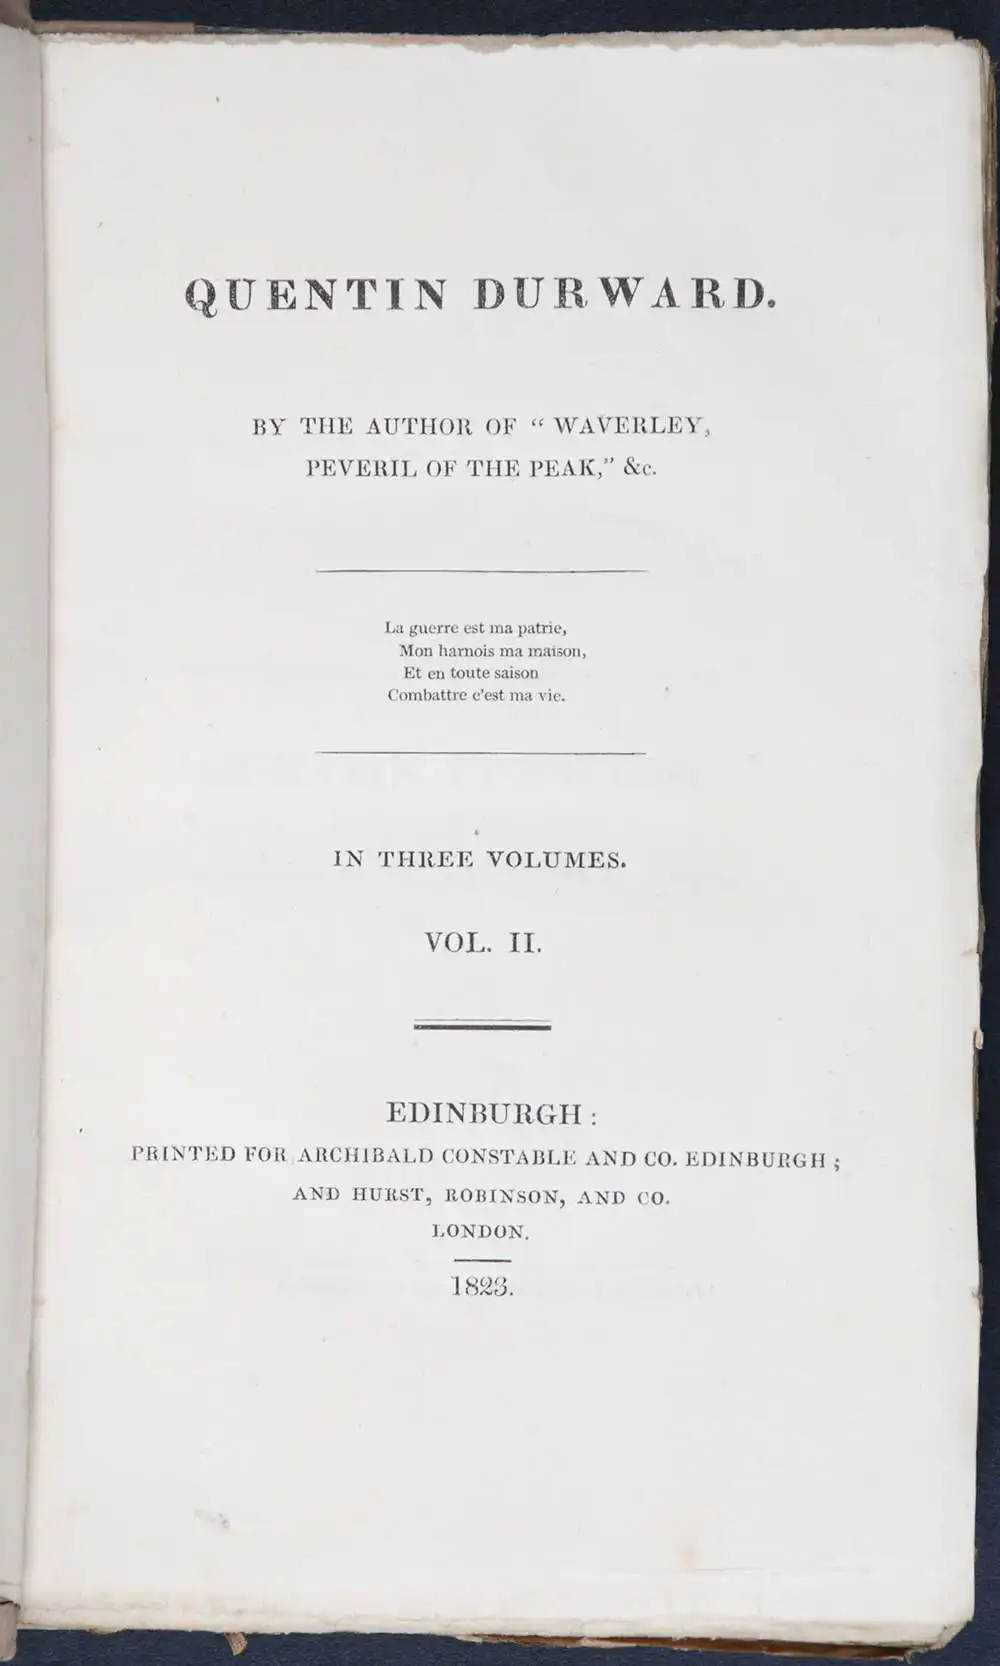 QUENTIN DURWARD.
BY THE AUTHOR OF “ WAVERLEY,
PEVERIL OF THE PEAK,” &c.
La guerre est ma patrie,
Mon harnois ma maison,
Et en toute saison
Combattre c'est ma vie.
IN THREE VOLUMES.
VOL. II.
EDINBURGH :
PRINTED FOR ARCHIBALD CONSTABLE AND CO. EDINBURGH ;
AND HURST, ROBINSON, AND CO.
LONDON.
1823.